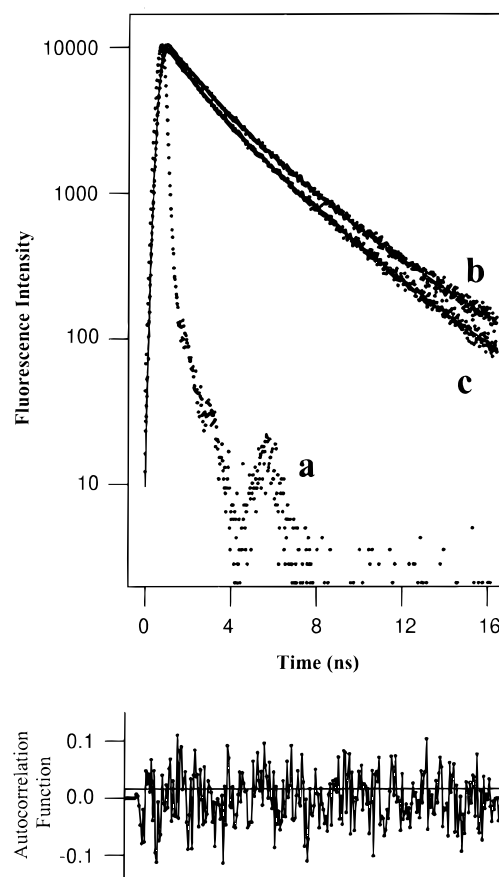 10000
1000
100
10
Fluorescence Intensity
b
c
a
0 4 8 12 16
Time (ns)
0.1
0.0
-0.1
Autocorrelation
Function